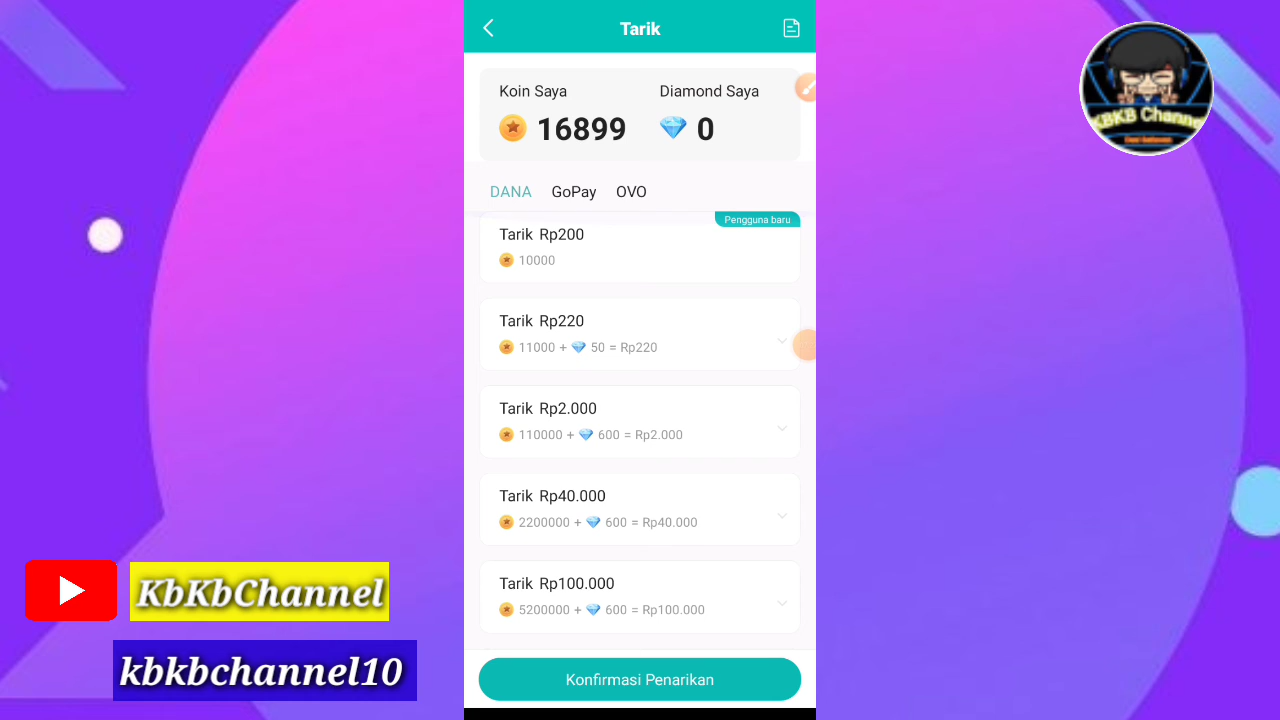 Tarik
Koin Saya
Diamond Saya
16899
0
DANA
GoPay
OVO
Pengguna baru
Tarik Rp200
10000
Tarik Rp220
11000 + 50 = Rp220
Tarik Rp2.000
110000 + 600 = Rp2.000
Tarik Rp40.000
2200000 + 600 = Rp40.000
Tarik Rp100.000
5200000 + 600 = Rp100.000
Konfirmasi Penarikan
KBKB Channe
KbKbChannel
kbkbchannel10